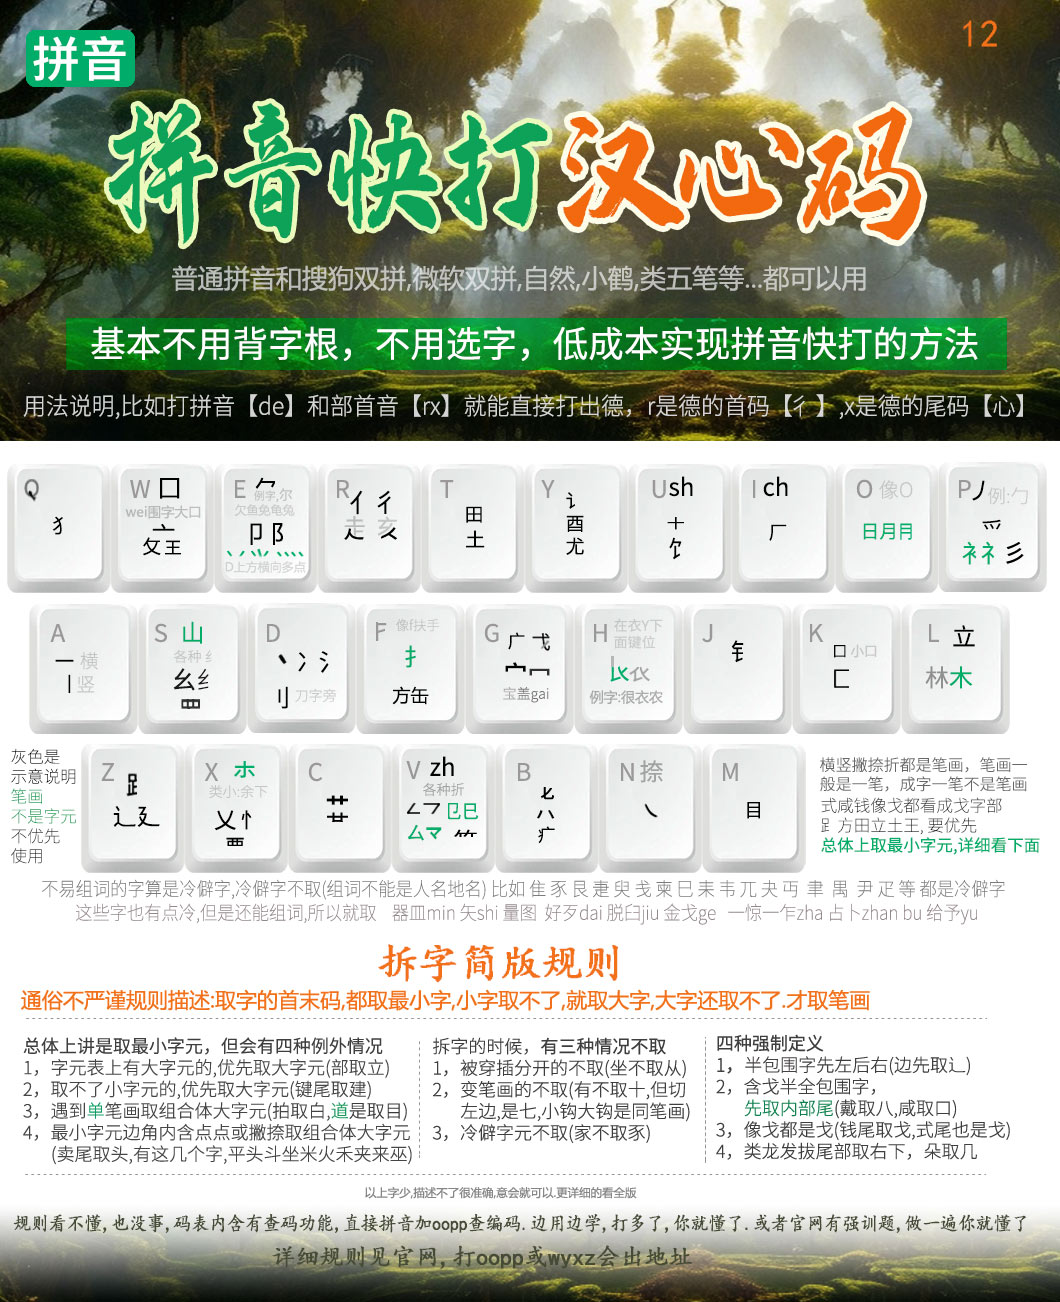 12
拼音
拼音快打汉心码
普通拼音和搜狗双拼,微软双拼,自然,小鹤,类五笔等...都可以用
基本不用背字根，不用选字，低成本实现拼音快打的方法
用法说明,比如打拼音【de】和部首音【rx】就能直接打出德，r是德的首码【彳】,x是德的尾码【心】
Q 犭
W 囗 wei围字大口 亠 攵王
E 𠂊 例字,尔 欠鱼免龟兔 卩阝 D上方横向多点
R 亻彳 走 亥
T 田 土
Y 讠 酉 尤
U sh 十 饣
I ch 厂
O 像O 日月
P 丿 例:勹 爫 衤礻彡
A 一横 丨竖
S 山 各种纟 幺纟 罒
D 丶冫氵 刂刀字旁
F 像f扶手 扌 方缶
G 广弋 宀冖 宝盖gai
H 在衣Y下 面键位 例字:很衣农
J 钅
K 口小口 匚
L 立 林木
灰色是
示意说明
笔画
不是字元
不优先
使用
Z 辶廴
X 类小:余下 乂忄 覀
C 艹
V zh 各种折 巳 厶龴
B 疒
N 捺 ㇏
M 目
横竖撇捺折都是笔画，笔画一
般是一笔，成字一笔不是笔画
式咸钱像戈都看成戈字部
方田立土王, 要优先
总体上取最小字元,详细看下面
不易组词的字算是冷僻字,冷僻字不取(组词不能是人名地名) 比如 隹 豕 艮 疌 臾 戈 柬 巳 耒 韦 兀 夬 丏 聿 禺 尹 疋 等 都是冷僻字
这些字也有点冷,但是还能组词,所以就取 器皿min 矢shi 量图 好歹dai 脱臼jiu 金戈ge 一惊一乍zha 占卜zhan bu 给予yu
拆字简版规则
通俗不严谨规则描述:取字的首末码,都取最小字,小字取不了,就取大字,大字还取不了.才取笔画
总体上讲是取最小字元，但会有四种例外情况
1，字元表上有大字元的,优先取大字元(部取立)
2，取不了小字元的,优先取大字元(键尾取建)
3，遇到单笔画取组合体大字元(拍取白,道是取目)
4，最小字元边角内含点点或撇捺取组合体大字元
(卖尾取头,有这几个字,平头斗坐米火禾夹来巫)
拆字的时候，有三种情况不取
1，被穿插分开的不取(坐不取从)
2，变笔画的不取(有不取十,但切
左边,是七,小钩大钩是同笔画)
3，冷僻字元不取(家不取豕)
四种强制定义
1，半包围字先左后右(边先取辶)
2，含戈半全包围字，
先取内部尾(戴取八,咸取口)
3，像戈都是戈(钱尾取戈,式尾也是戈)
4，类龙发拔尾部取右下，朵取几
以上字少,描述不了很准确,意会就可以.更详细的看全版
规则看不懂,也没事,码表内含有查码功能,直接拼音加oopp查编码.边用边学,打多了,你就懂了.或者官网有强训题,做一遍你就懂了
详细规则见官网,打oopp或wyxz会出地址